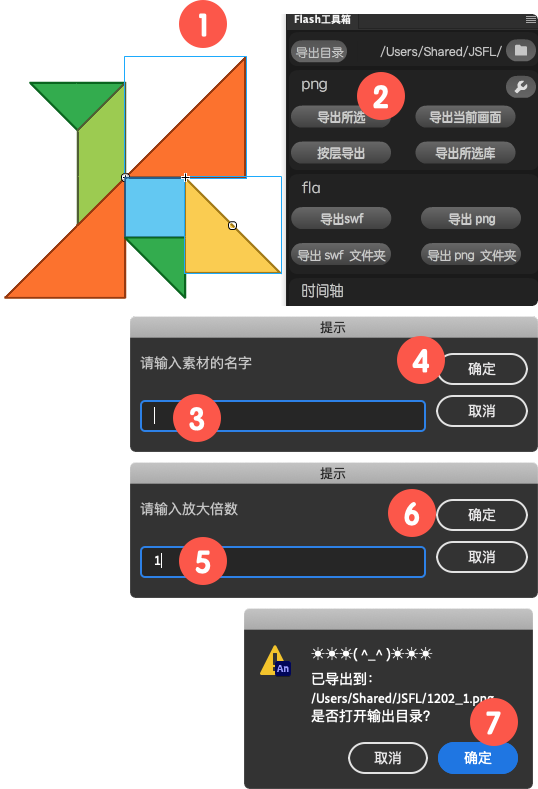 1
Flash工具箱
导出目录 /Users/Shared/JSFL/
png
2
导出所选 导出当前画面
按层导出 导出所选库
fla
导出swf 导出 png
导出 swf 文件夹 导出 png 文件夹
时间轴
提示
请输入素材的名字
4
确定
3
取消
提示
请输入放大倍数
6
确定
1
5
取消
☀☀☀( ^_^ )☀☀☀
An
已导出到：
/Users/Shared/JSFL/1202_1.png
是否打开输出目录?
7
取消 确定